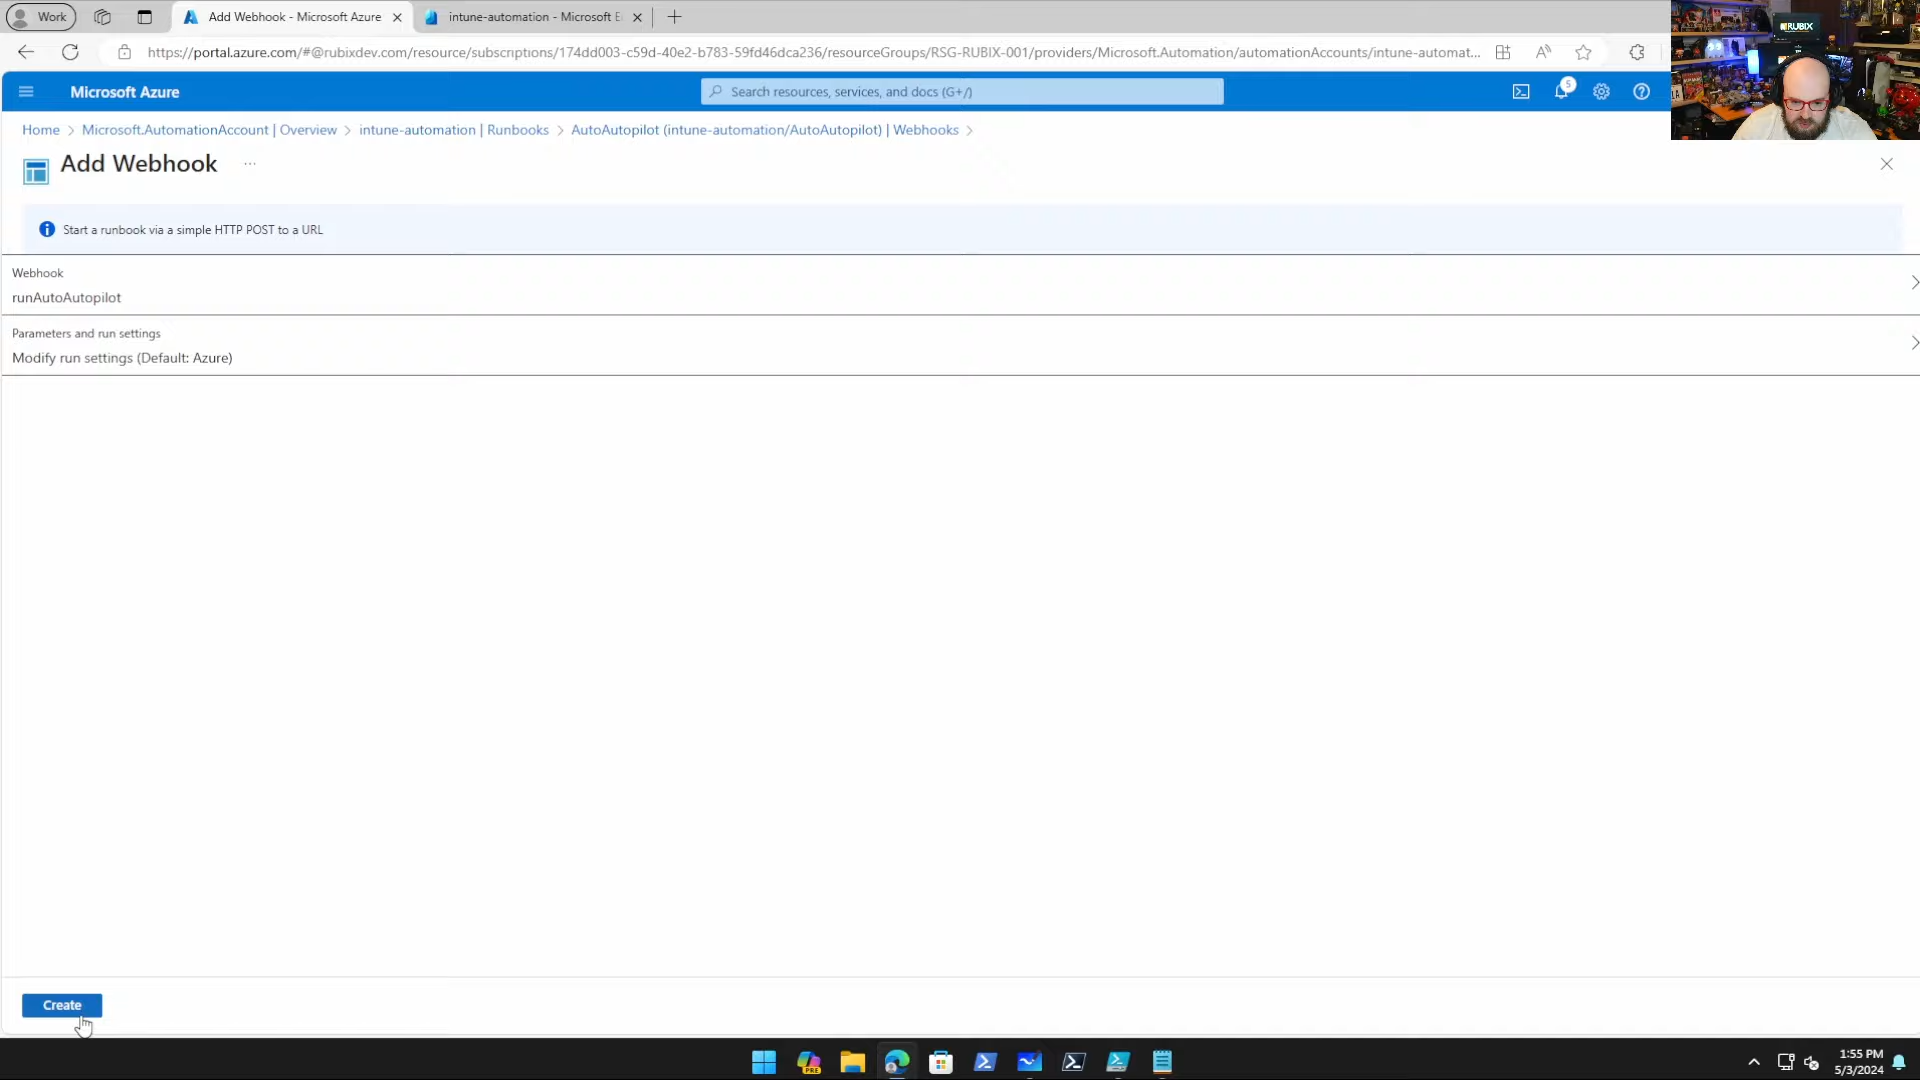 Work
Add Webhook - Microsoft Azure
intune-automation - Microsoft E
https://portal.azure.com/#@rubixdev.com/resource/subscriptions/174dd003-c59d-40e2-b783-59fd46dca236/resourceGroups/RSG-RUBIX-001/providers/Microsoft.Automation/automationAccounts/intune-automat...
RUBIX
Microsoft Azure
Search resources, services, and docs (G+/)
5
Home > Microsoft.AutomationAccount | Overview > intune-automation | Runbooks > AutoAutopilot (intune-automation/AutoAutopilot) | Webhooks >
Add Webhook ...
Start a runbook via a simple HTTP POST to a URL
Webhook
runAutoAutopilot
Parameters and run settings
Modify run settings (Default: Azure)
Create
PRE
1:55 PM
5/3/2024